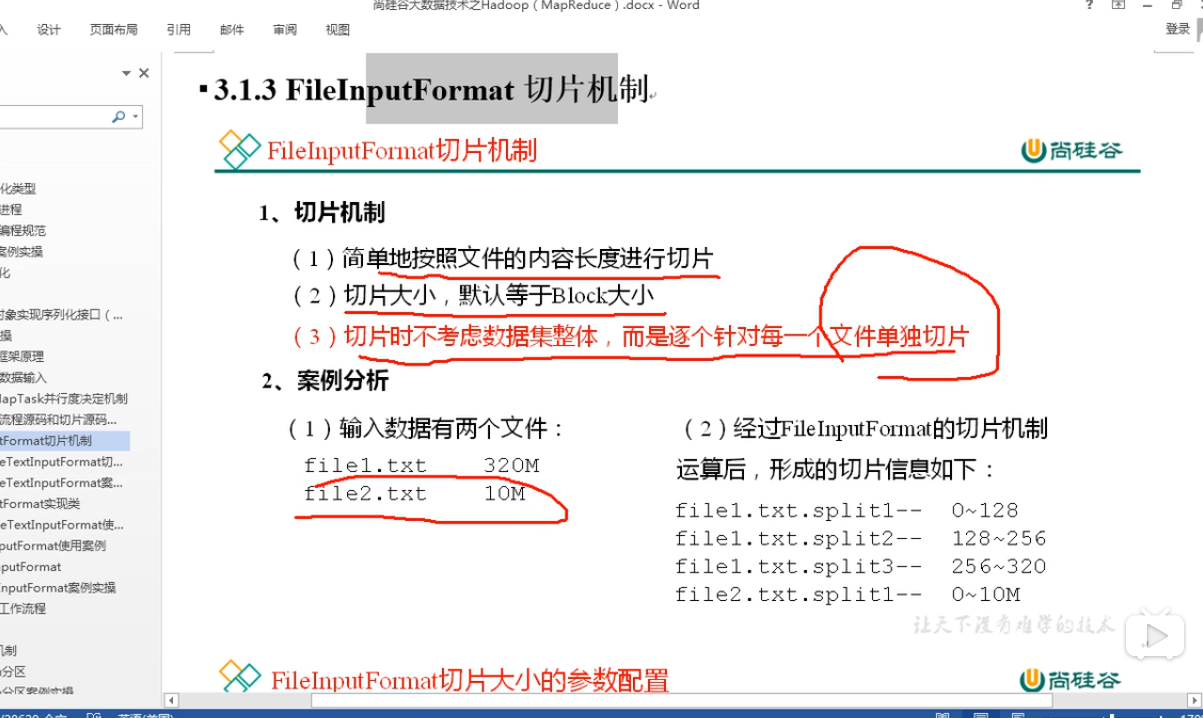 尚硅谷大数据技术之Hadoop（MapReduce）.docx - Word
入 设计 页面布局 引用 邮件 审阅 视图
登录
3.1.3 FileInputFormat 切片机制
FileInputFormat切片机制
尚硅谷
1、切片机制
（1）简单地按照文件的内容长度进行切片
（2）切片大小，默认等于Block大小
（3）切片时不考虑数据集整体，而是逐个针对每一个文件单独切片
2、案例分析
（1）输入数据有两个文件：
file1.txt 320M
file2.txt 10M
（2）经过FileInputFormat的切片机制
运算后，形成的切片信息如下：
file1.txt.split1-- 0~128
file1.txt.split2-- 128~256
file1.txt.split3-- 256~320
file2.txt.split1-- 0~10M
让天下没有难学的技术
FileInputFormat切片大小的参数配置
尚硅谷
化类型
进程
编程规范
案例实操
化
对象实现序列化接口（...
操
框架原理
数据输入
MapTask并行度决定机制
流程源码和切片源码...
tFormat切片机制
eTextInputFormat切...
eTextInputFormat案...
tFormat实现类
eTextInputFormat使...
nputFormat使用案例
nputFormat
InputFormat案例实操
工作流程
机制
分区
分区案例实操